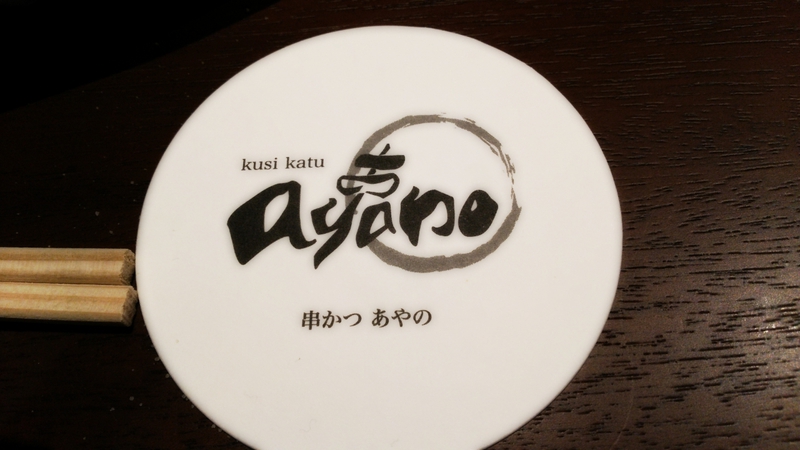 kusi katu
ayano
串かつ あやの